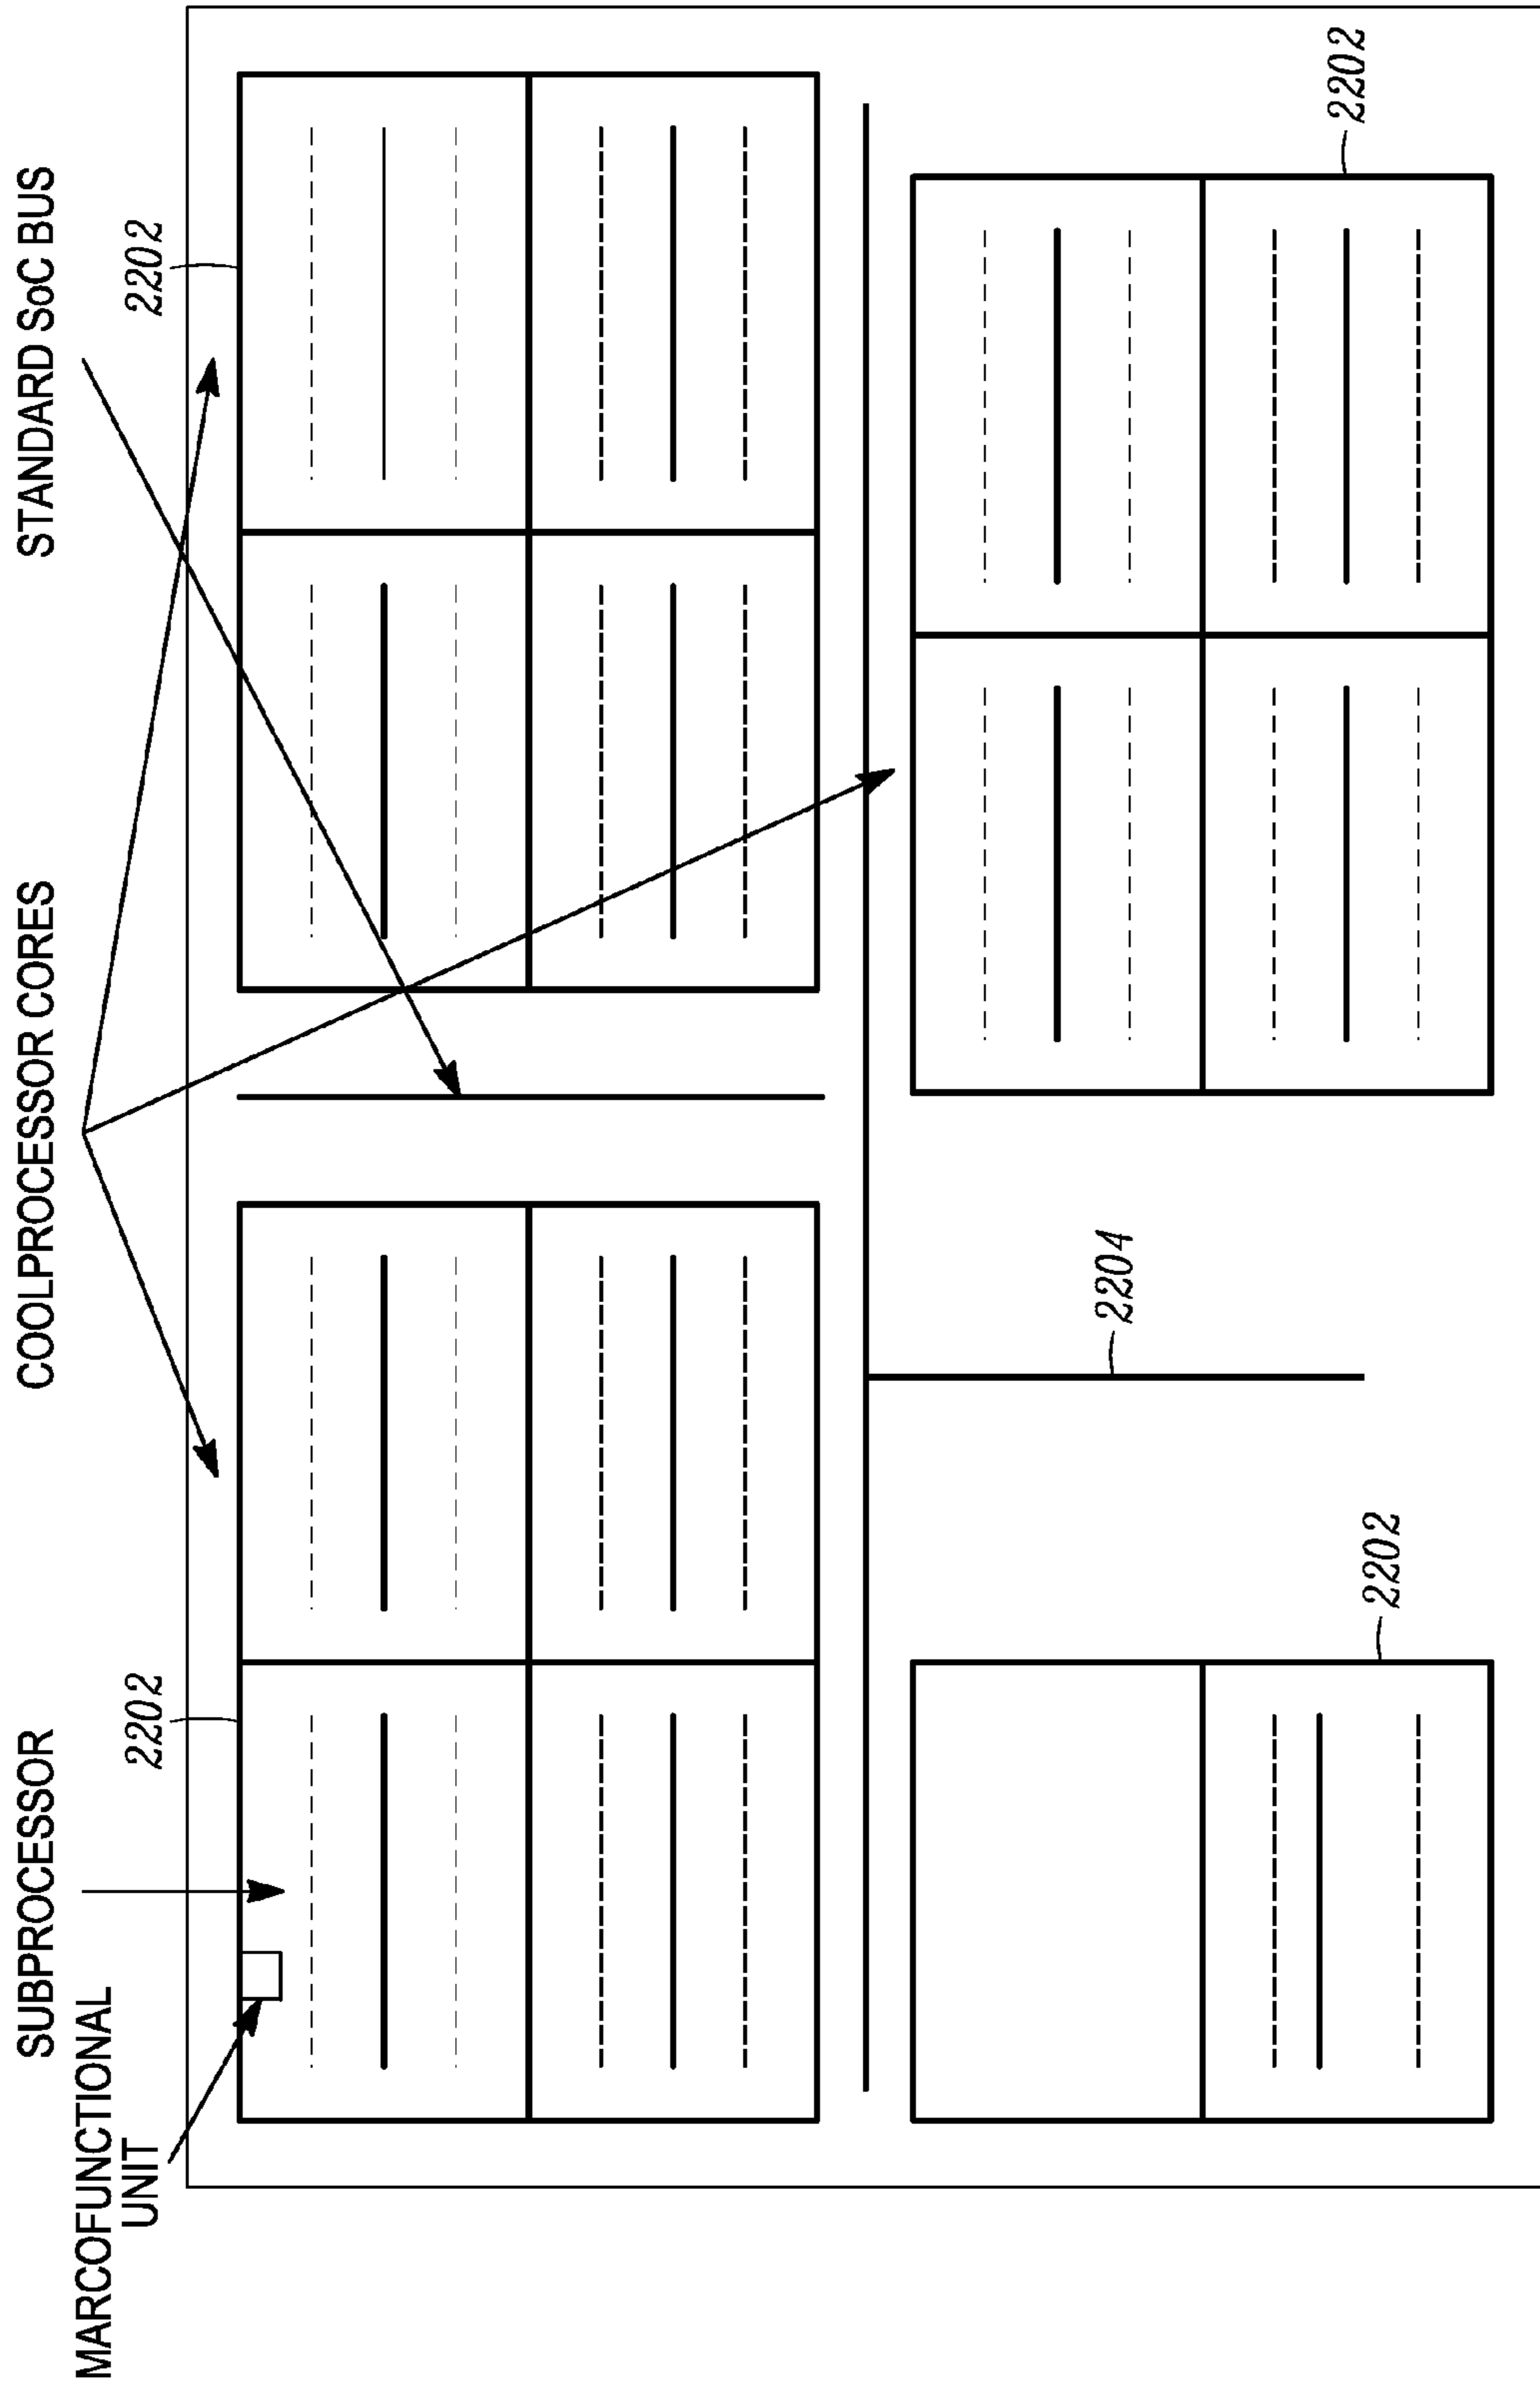 MARCOFUNCTIONAL
UNIT
SUBPROCESSOR
COOLPROCESSOR CORES
STANDARD SoC BUS
2202
2202
2204
2202
2202